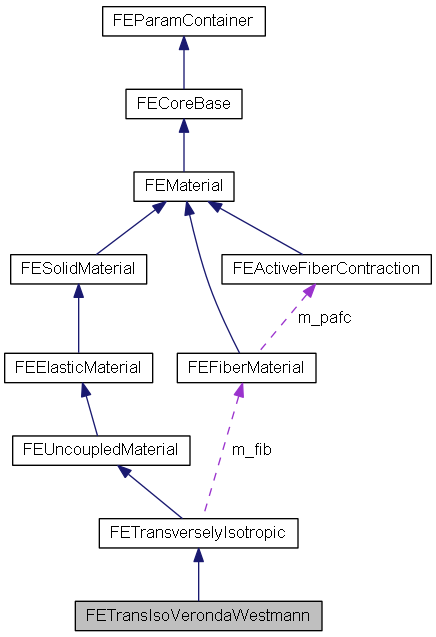 FEParamContainer
FECoreBase
FEMaterial
FESolidMaterial
FEActiveFiberContraction
m_pafc
FEElasticMaterial
FEFiberMaterial
FEUncoupledMaterial
m_fib
FETransverselyIsotropic
FETransIsoVerondaWestmann